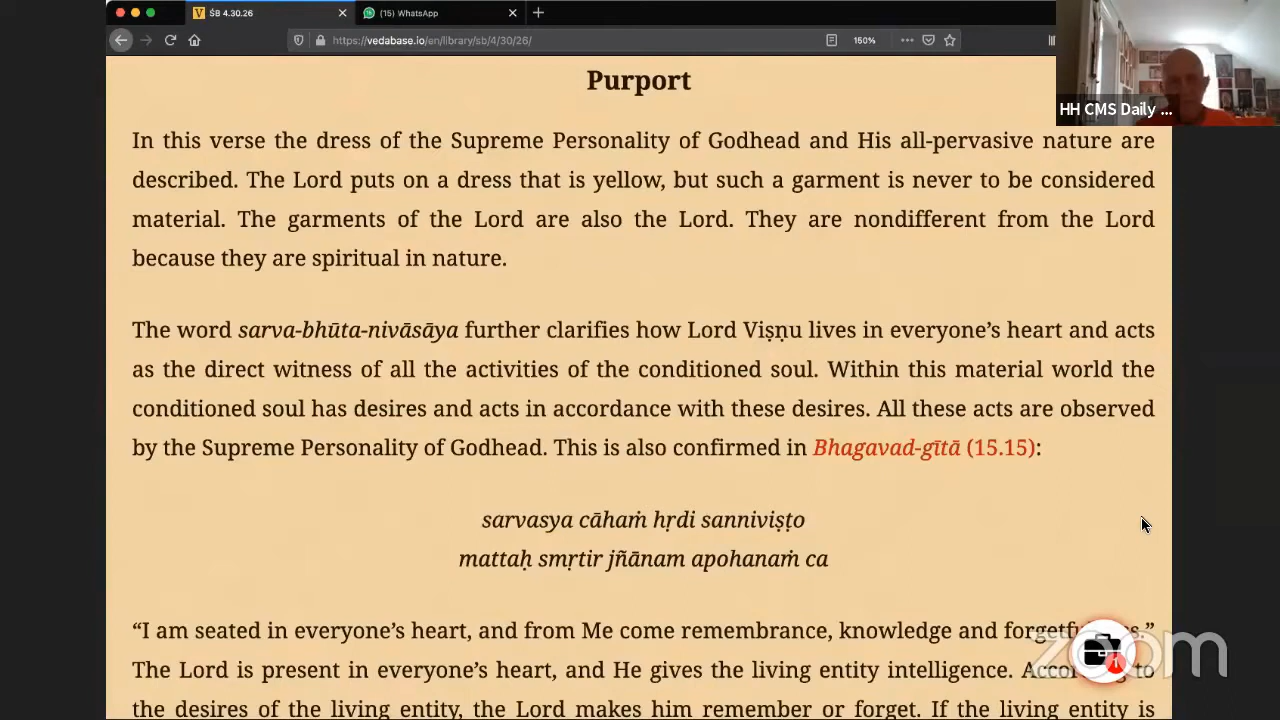 ŚB 4.30.26
(15) WhatsApp
https://vedabase.io/en/library/sb/4/30/26/
150%
HH CMS Daily ...
Purport
In this verse the dress of the Supreme Personality of Godhead and His all-pervasive nature are
described. The Lord puts on a dress that is yellow, but such a garment is never to be considered
material. The garments of the Lord are also the Lord. They are nondifferent from the Lord
because they are spiritual in nature.
The word sarva-bhūta-nivāsāya further clarifies how Lord Viṣṇu lives in everyone’s heart and acts
as the direct witness of all the activities of the conditioned soul. Within this material world the
conditioned soul has desires and acts in accordance with these desires. All these acts are observed
by the Supreme Personality of Godhead. This is also confirmed in Bhagavad-gītā (15.15):
sarvasya cāhaṁ hṛdi sanniviṣṭo
mattaḥ smṛtir jñānam apohanaṁ ca
“I am seated in everyone’s heart, and from Me come remembrance, knowledge and
The Lord is present in everyone’s heart, and He gives the living entity intelligence. to
the desires of the living entity, the Lord makes him remember or forget. If the living entity is
zoom
1